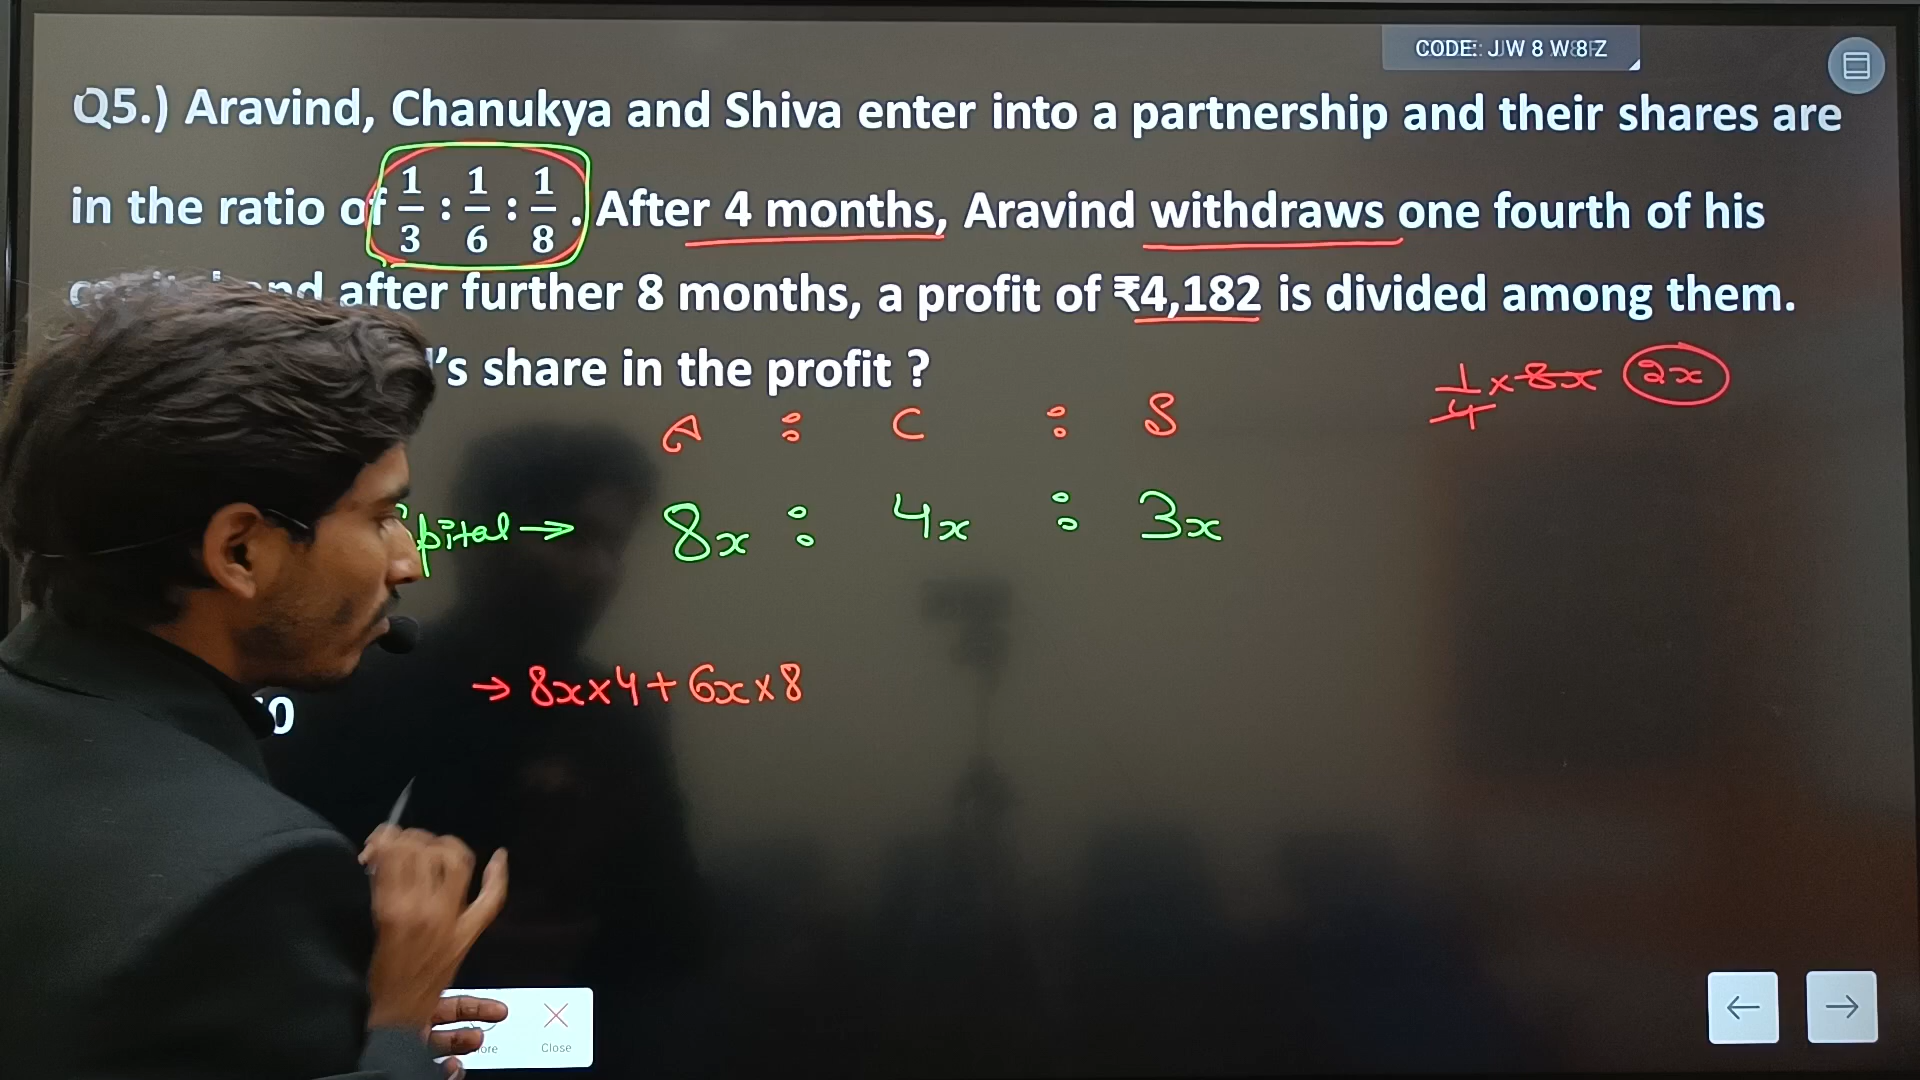 CODE: JW 8 W 8 Z
Q5.) Aravind, Chanukya and Shiva enter into a partnership and their shares are
in the ratio of 1/3 : 1/6 : 1/8 . After 4 months, Aravind withdraws one fourth of his
after further 8 months, a profit of ₹4,182 is divided among them.
's share in the profit ?
1/4 x 8x 2x
A : C : S
pital → 8x : 4x : 3x
→ 8x x 4 + 6x x 8
0
ore Close